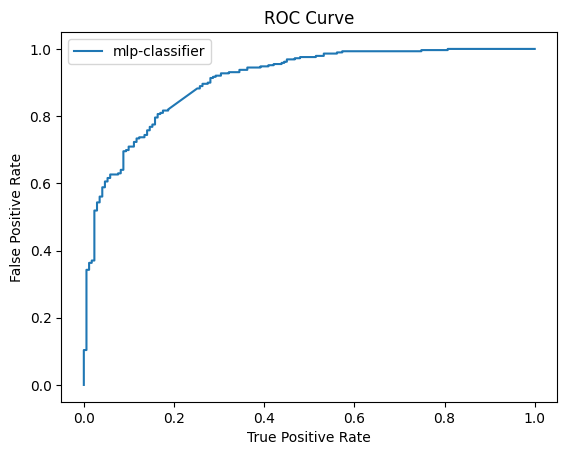 ROC Curve
mlp-classifier
1.0
0.8
0.6
0.4
0.2
0.0
False Positive Rate
0.0 0.2 0.4 0.6 0.8 1.0
True Positive Rate